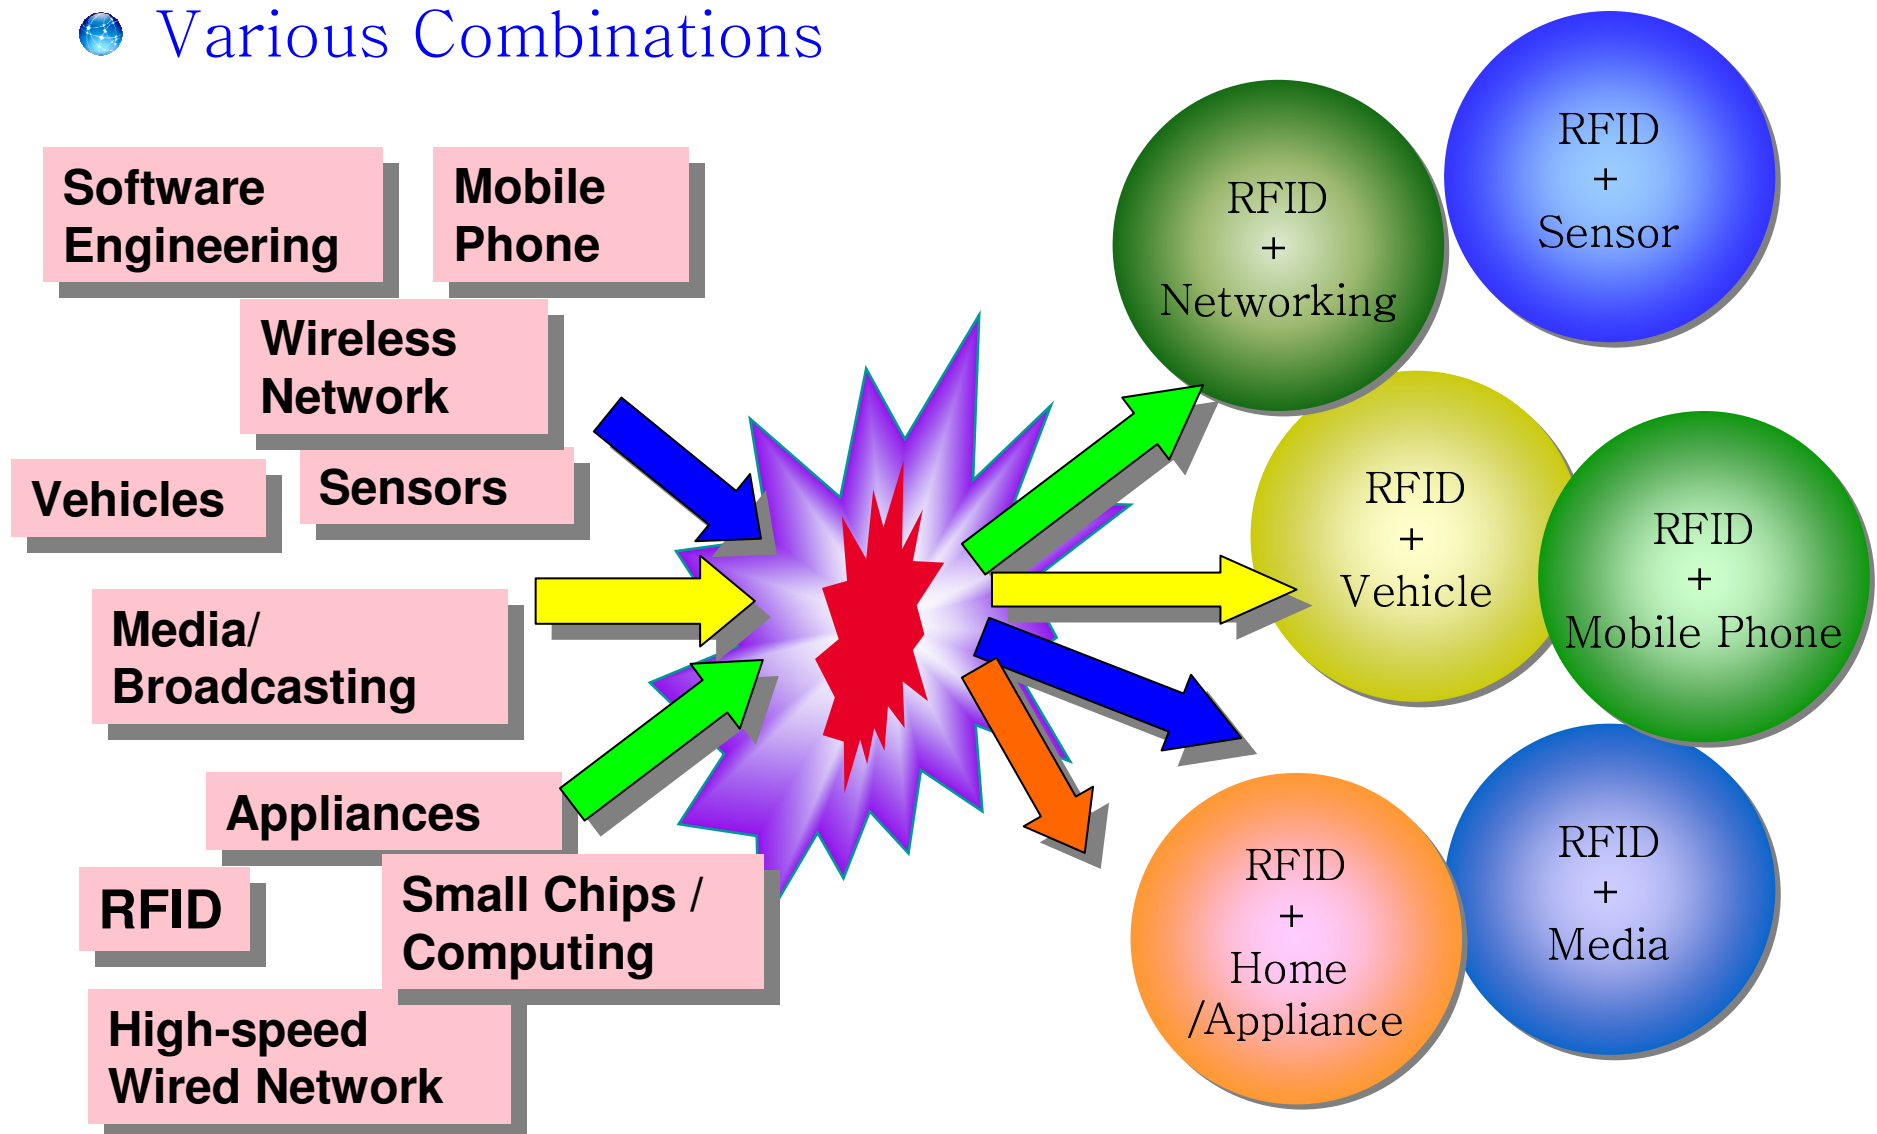 Various Combinations
Software
Engineering
Mobile
Phone
Wireless
Network
Vehicles
Sensors
Media/
Broadcasting
Appliances
RFID
Small Chips /
Computing
High-speed
Wired Network
RFID
+
Networking
RFID
+
Sensor
RFID
+
Vehicle
RFID
+
Mobile Phone
RFID
+
Home
/Appliance
RFID
+
Media